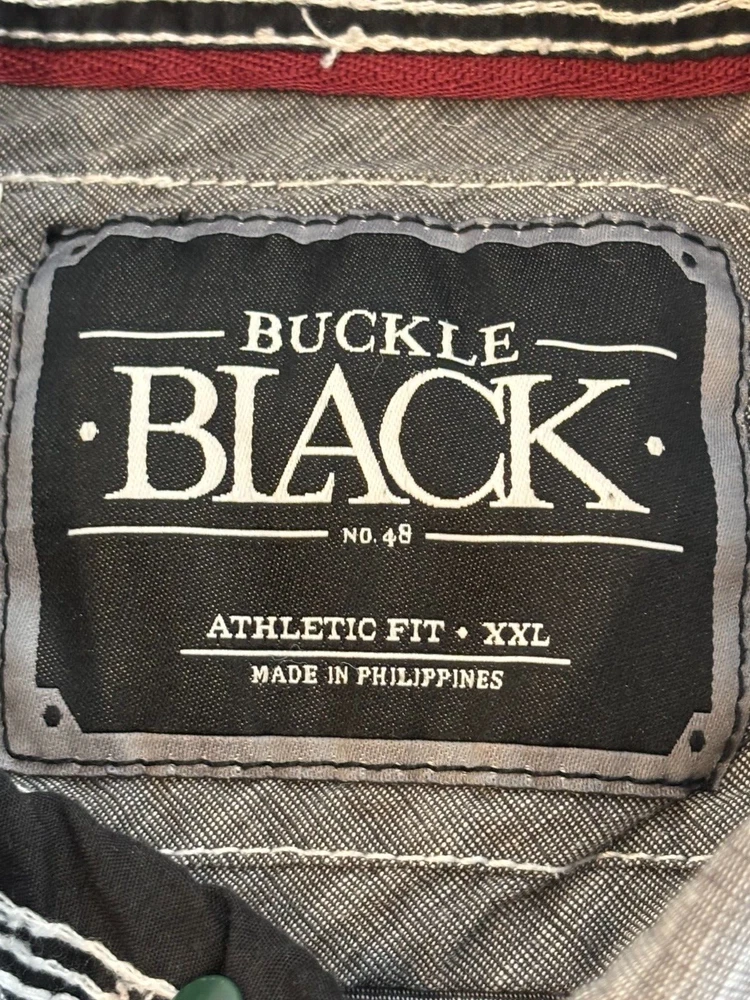 BUCKLE
BLACK
NO. 48
ATHLETIC FIT • XXL
MADE IN PHILIPPINES